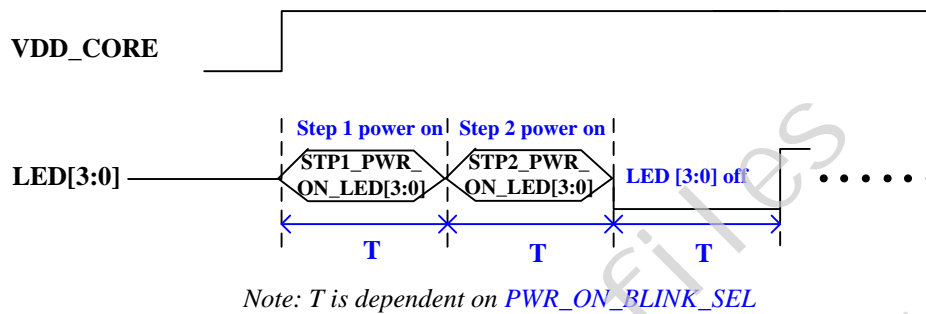 VDD_CORE
Step 1 power on
Step 2 power on
LED[3:0]
STP1_PWR_
ON_LED[3:0]
STP2_PWR_
ON_LED[3:0]
LED [3:0] off
T
T
T
Note: T is dependent on PWR_ON_BLINK_SEL
files